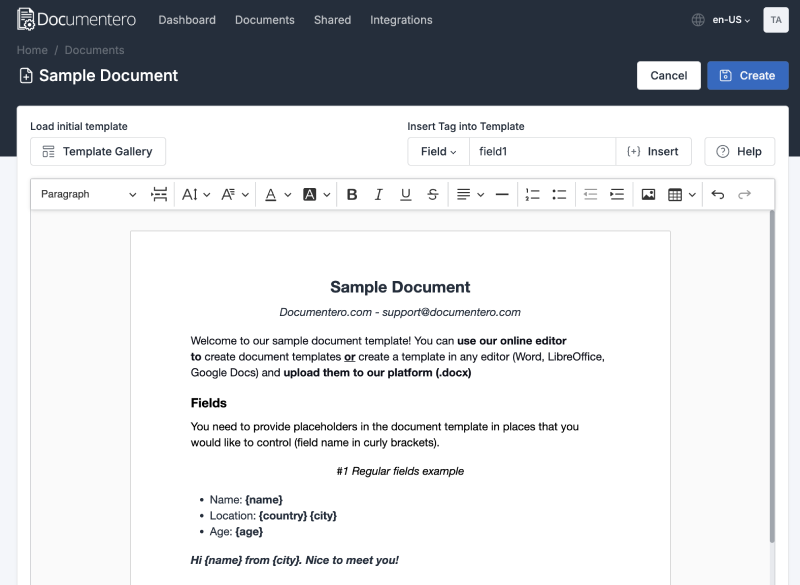 Documentero Dashboard Documents Shared Integrations en-US TA
Home / Documents
Sample Document Cancel Create
Load initial template Insert Tag into Template
Template Gallery Field field1 {+} Insert Help
Paragraph
Sample Document
Documentero.com - support@documentero.com
Welcome to our sample document template! You can use our online editor
to create document templates or create a template in any editor (Word, LibreOffice,
Google Docs) and upload them to our platform (.docx)
Fields
You need to provide placeholders in the document template in places that you
would like to control (field name in curly brackets).
#1 Regular fields example
• Name: {name}
• Location: {country} {city}
• Age: {age}
Hi {name} from {city}. Nice to meet you!